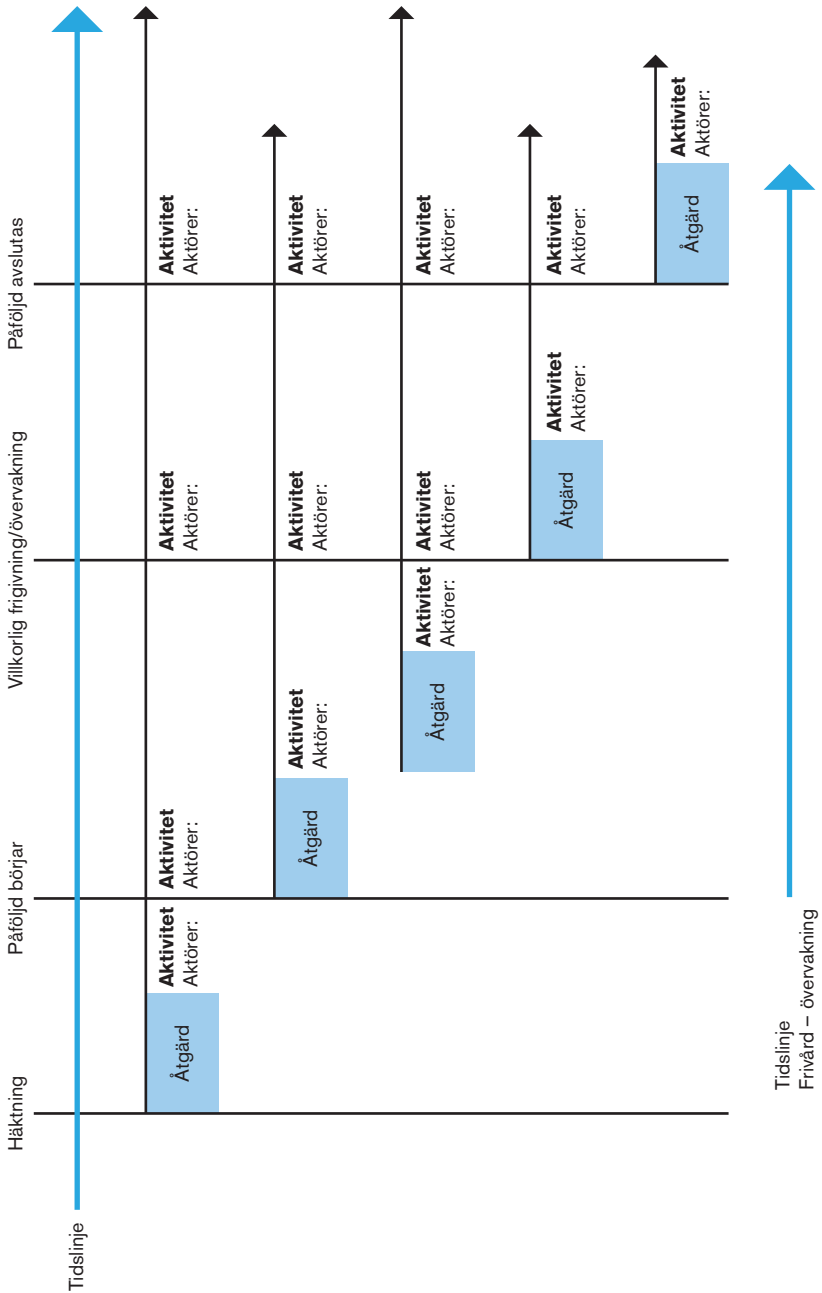 Häktning
Påföljd börjar
Villkorlig frigivning/övervakning
Påföljd avslutas
Tidslinje
Åtgärd
Aktivitet
Aktörer:
Aktivitet
Aktörer:
Aktivitet
Aktörer:
Aktivitet
Aktörer:
Åtgärd
Aktivitet
Aktörer:
Aktivitet
Aktörer:
Aktivitet
Aktörer:
Åtgärd
Aktivitet
Aktörer:
Aktivitet
Aktörer:
Aktivitet
Aktörer:
Åtgärd
Aktivitet
Aktörer:
Aktivitet
Aktörer:
Åtgärd
Aktivitet
Aktörer:
Tidslinje
Frivård – övervakning